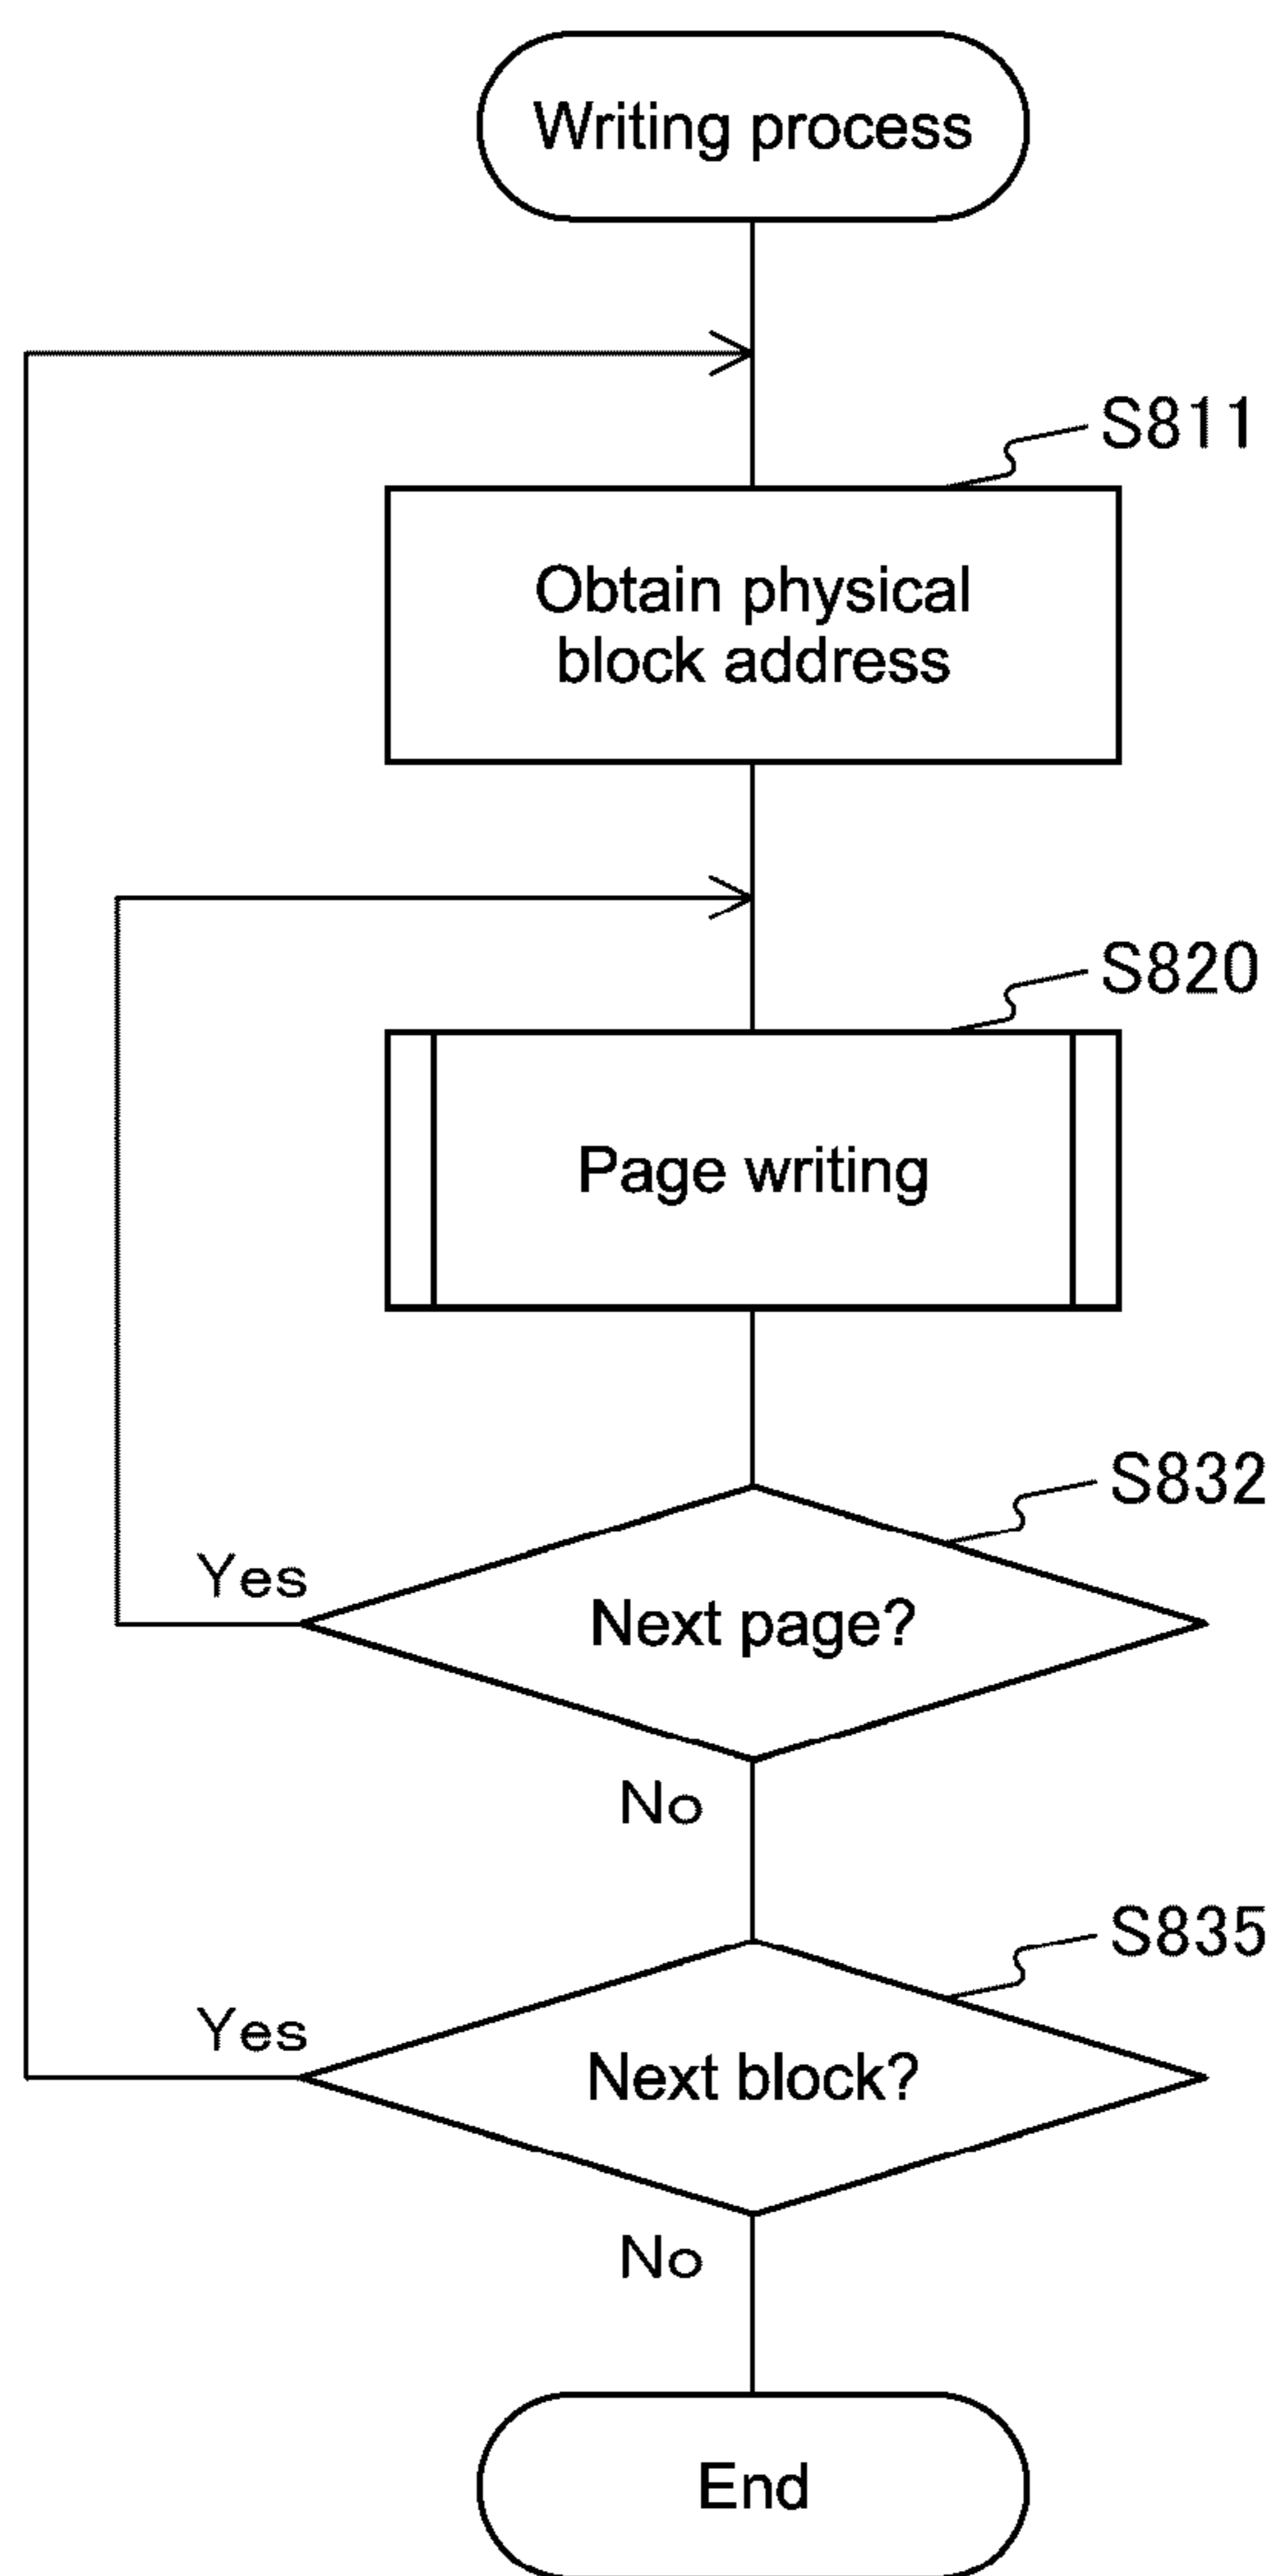 Writing process
S811
Obtain physical
block address
S820
Page writing
S832
Yes
Next page?
No
S835
Yes
Next block?
No
End